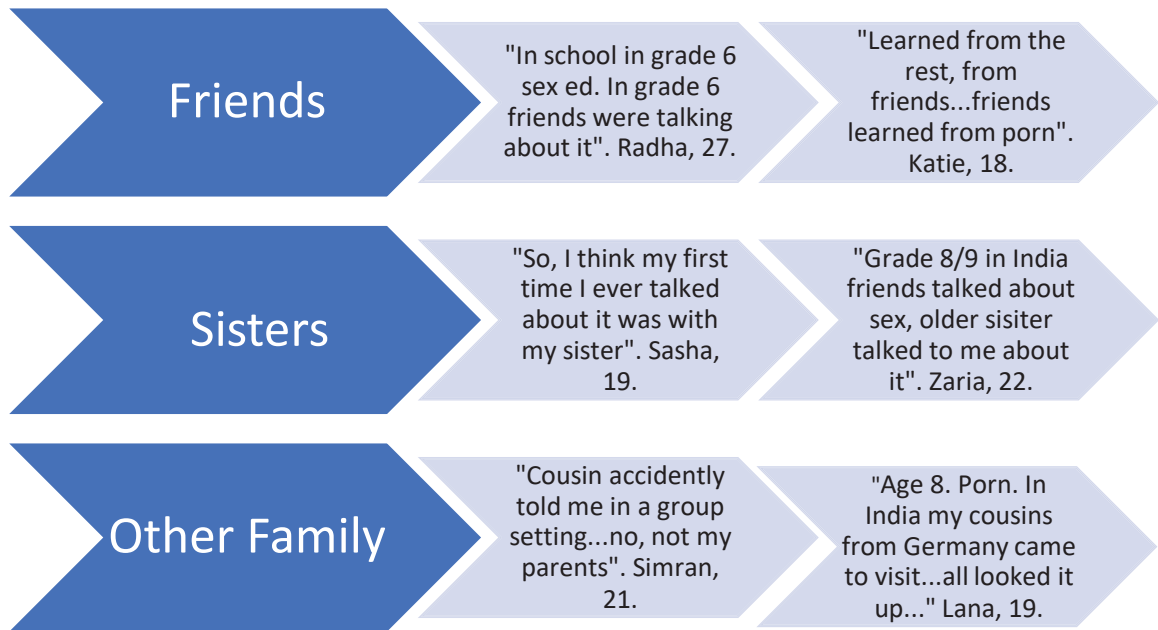 Friends
"In school in grade 6
sex ed. In grade 6
friends were talking
about it". Radha, 27.
"Learned from the
rest, from
friends...friends
learned from porn".
Katie, 18.
Sisters
"So, I think my first
time I ever talked
about it was with
my sister". Sasha,
19.
"Grade 8/9 in India
friends talked about
sex, older sisiter
talked to me about
it". Zaria, 22.
Other Family
"Cousin accidently
told me in a group
setting...no, not my
parents". Simran,
21.
"Age 8. Porn. In
India my cousins
from Germany came
to visit...all looked it
up..." Lana, 19.